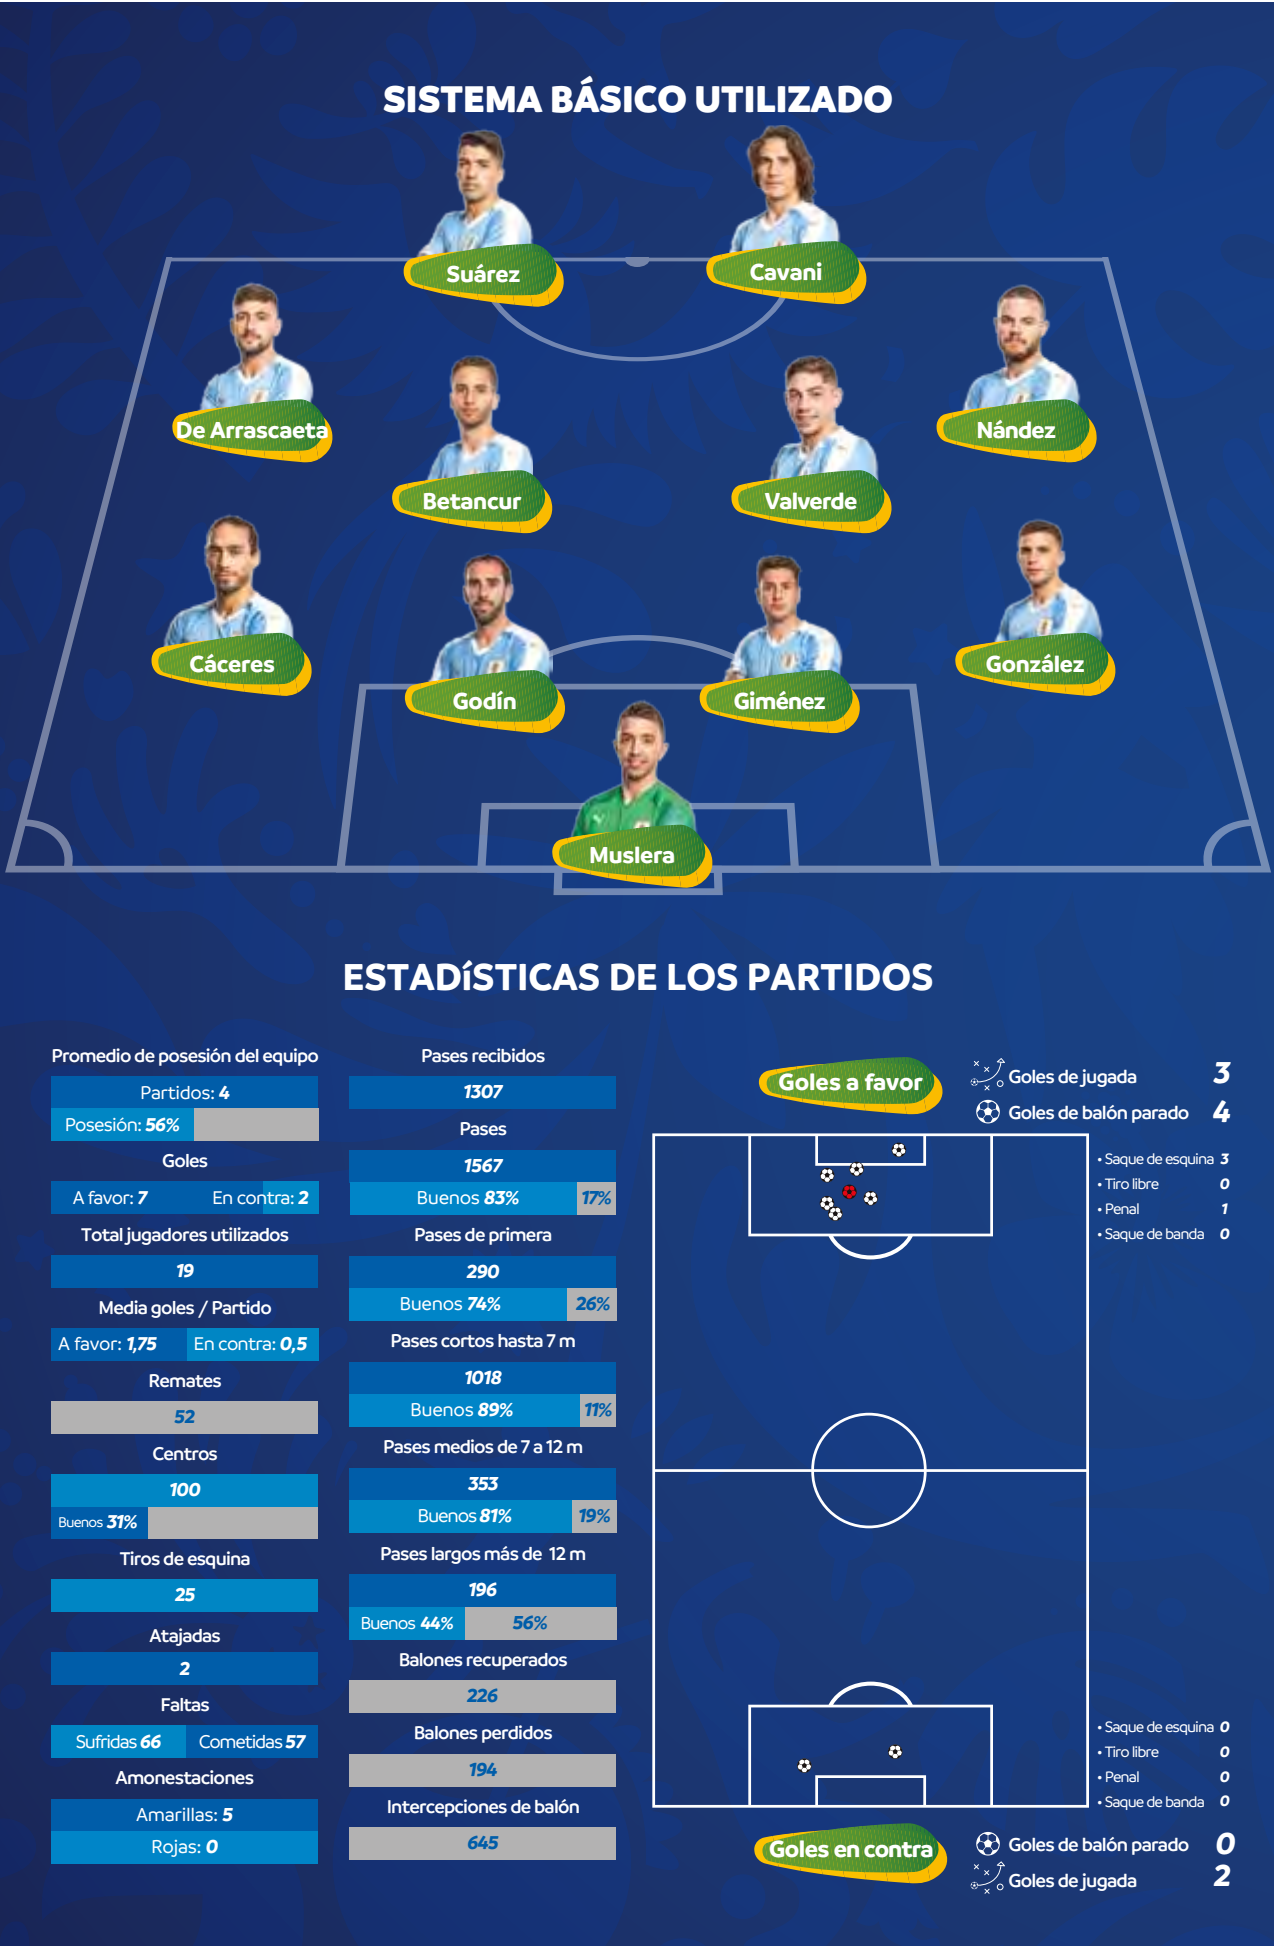 SISTEMA BÁSICO UTILIZADO
Suárez
Cavani
De Arrascaeta
Nández
Betancur
Valverde
Cáceres
González
Godín
Giménez
Muslera
ESTADíSTICAS DE LOS PARTIDOS
Promedio de posesión del equipo
Partidos: 4
Posesión: 56%
Goles
A favor: 7 En contra: 2
Total jugadores utilizados
19
Media goles / Partido
A favor: 1,75 En contra: 0,5
Remates
52
Centros
100
Buenos 31%
Tiros de esquina
25
Atajadas
2
Faltas
Sufridas 66 Cometidas 57
Amonestaciones
Amarillas: 5
Rojas: 0
Pases recibidos
1307
Pases
1567
Buenos 83% 17%
Pases de primera
290
Buenos 74% 26%
Pases cortos hasta 7 m
1018
Buenos 89% 11%
Pases medios de 7 a 12 m
353
Buenos 81% 19%
Pases largos más de 12 m
196
Buenos 44% 56%
Balones recuperados
226
Balones perdidos
194
Intercepciones de balón
645
Goles a favor
Goles de jugada 3
Goles de balón parado 4
• Saque de esquina 3
• Tiro libre 0
• Penal 1
• Saque de banda 0
• Saque de esquina 0
• Tiro libre 0
• Penal 0
• Saque de banda 0
Goles en contra
Goles de balón parado 0
Goles de jugada 2